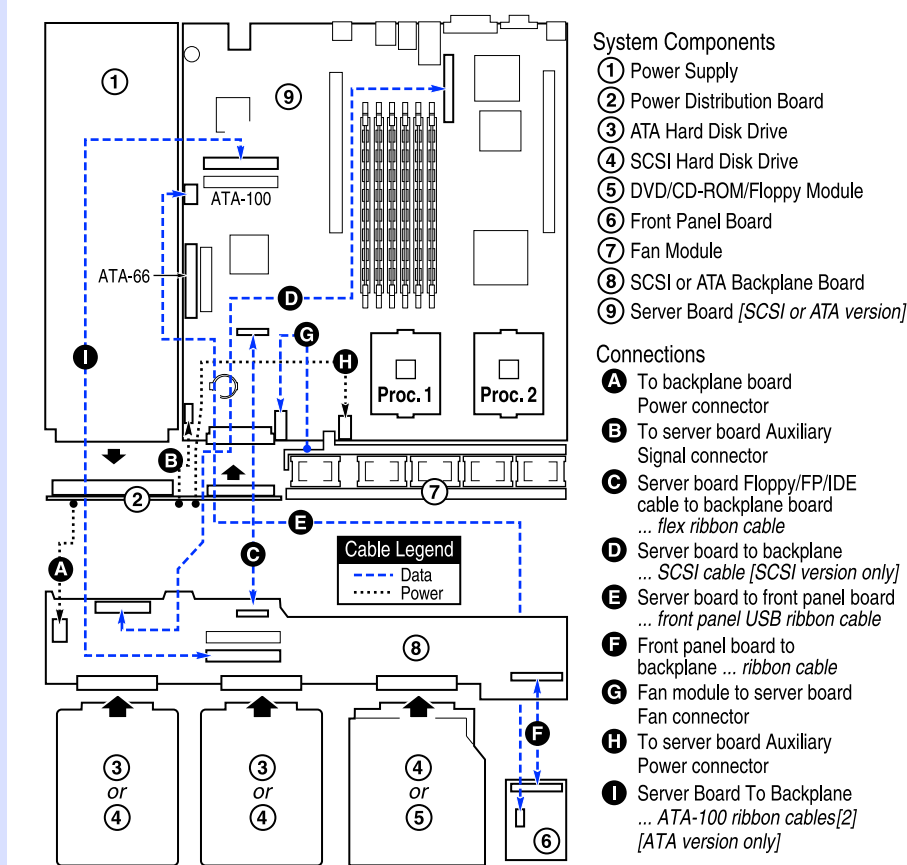 1
9
ATA-100
ATA-66
D
G
I
H
Proc. 1
Proc. 2
B
2
7
E
C
A
Cable Legend
Data
Power
8
F
3
or
4
3
or
4
4
or
5
6
System Components
1 Power Supply
2 Power Distribution Board
3 ATA Hard Disk Drive
4 SCSI Hard Disk Drive
5 DVD/CD-ROM/Floppy Module
6 Front Panel Board
7 Fan Module
8 SCSI or ATA Backplane Board
9 Server Board [SCSI or ATA version]
Connections
A To backplane board
Power connector
B To server board Auxiliary
Signal connector
C Server board Floppy/FP/IDE
cable to backplane board
... flex ribbon cable
D Server board to backplane
... SCSI cable [SCSI version only]
E Server board to front panel board
... front panel USB ribbon cable
F Front panel board to
backplane ... ribbon cable
G Fan module to server board
Fan connector
H To server board Auxiliary
Power connector
I Server Board To Backplane
... ATA-100 ribbon cables[2]
[ATA version only]